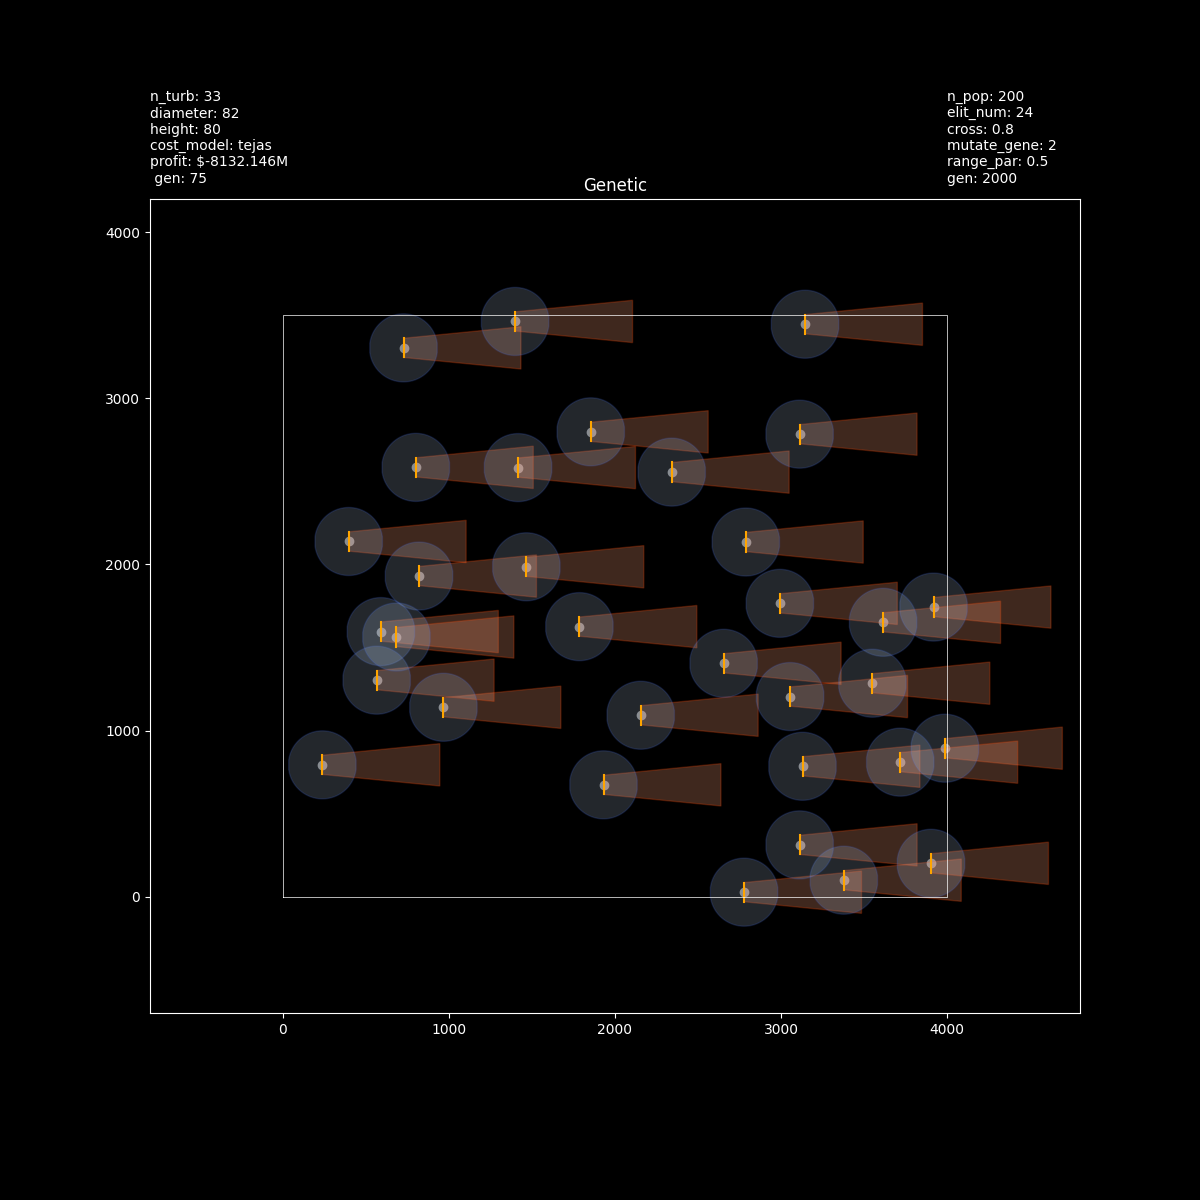 n_turb: 33
diameter: 82
height: 80
cost_model: tejas
profit: $-8132.146M
gen: 75
n_pop: 200
elit_num: 24
cross: 0.8
mutate_gene: 2
range_par: 0.5
gen: 2000
Genetic
4000
3000
2000
1000
0
0
1000
2000
3000
4000